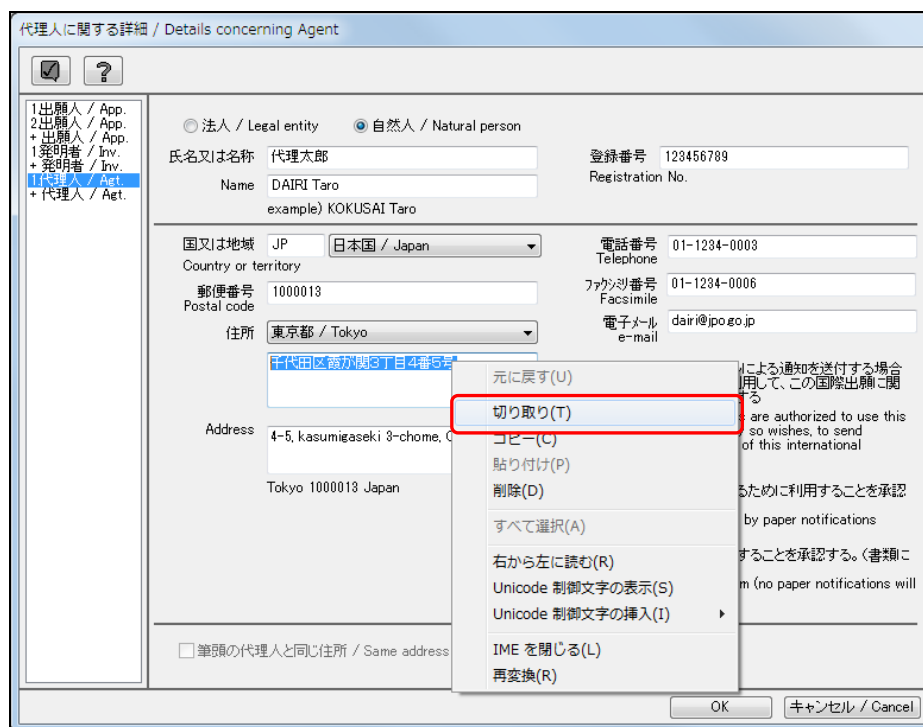 代理人に関する詳細 / Details concerning Agent
?
1出願人 / App.
2出願人 / App.
+ 出願人 / App.
1発明者 / Inv.
+ 発明者 / Inv.
1代理人 / Agt.
+ 代理人 / Agt.
法人 / Legal entity 自然人 / Natural person
氏名又は名称 代理太郎 登録番号 123456789
Name DAIRI Taro Registration No.
example) KOKUSAI Taro
国又は地域 JP 日本国 / Japan 電話番号 01-1234-0003
Country or territory Telephone
郵便番号 1000013 ファクシミリ番号 01-1234-0006
Postal code Facsimile
住所 東京都 / Tokyo 電子メール dairi@jpo.go.jp
e-mail
千代田区霞が関3丁目4番5号
による通知を送付する場合
用して、この国際出願に関
する
are authorized to use this
so wishes, to send
of this international
Address 4-5, kasumigaseki 3-chome, C
Tokyo 1000013 Japan
るために利用することを承認
by paper notifications
することを承認する。(書類に
m (no paper notifications will
元に戻す(U)
切り取り(T)
コピー(C)
貼り付け(P)
削除(D)
すべて選択(A)
右から左に読む(R)
Unicode 制御文字の表示(S)
Unicode 制御文字の挿入(I)
IME を閉じる(L)
再変換(R)
筆頭の代理人と同じ住所 / Same address
OK キャンセル / Cancel